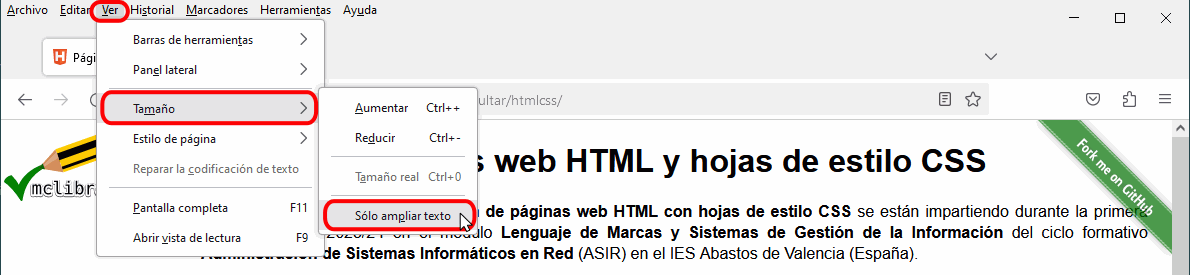 Archivo Editar Ver Historial Marcadores Herramientas Ayuda
Pági
Barras de herramientas
Panel lateral
Tamaño
Estilo de página
Reparar la codificación de texto
Pantalla completa F11
Abrir vista de lectura F9
Aumentar Ctrl++
Reducir Ctrl+-
Tamaño real Ctrl+0
Sólo ampliar texto
ultar/htmlcss/
mclibr
Fork me on GitHub
s web HTML y hojas de estilo CSS
de páginas web HTML con hojas de estilo CSS se están impartiendo durante la primera
módulo Lenguaje de Marcas y Sistemas de Gestión de la Información del ciclo formativo
Administración de Sistemas Informáticos en Red (ASIR) en el IES Abastos de Valencia (España).